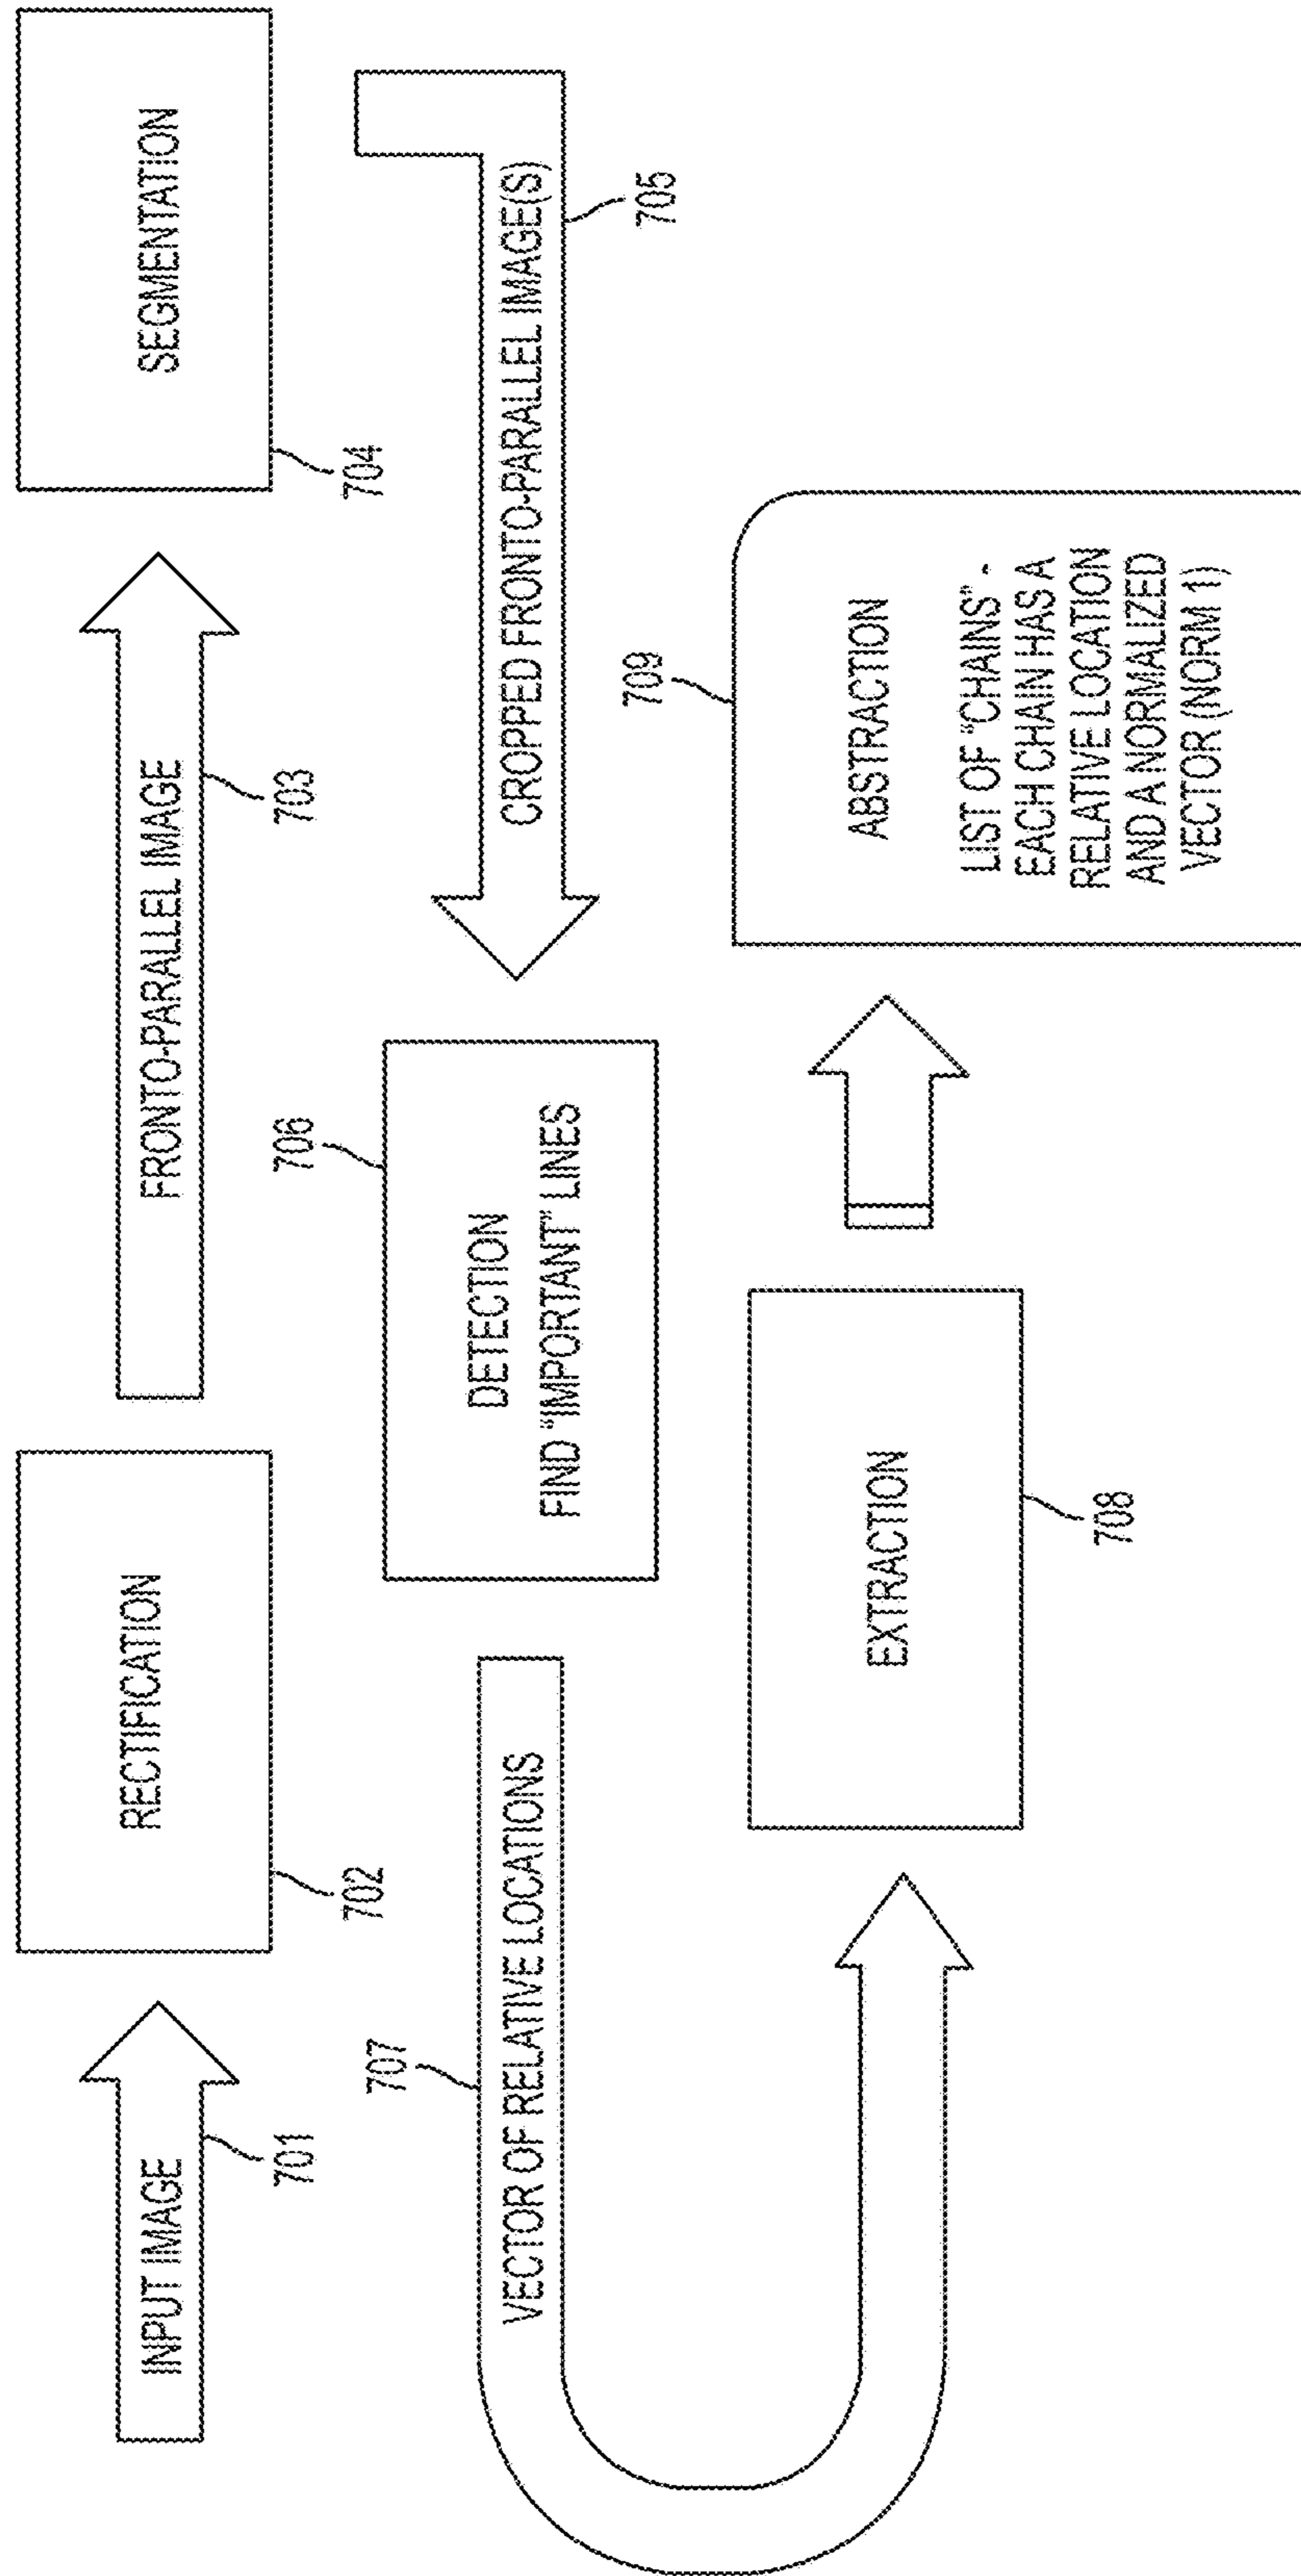 INPUT IMAGE
701
RECTIFICATION
702
FRONTO-PARALLEL IMAGE
703
SEGMENTATION
704
CROPPED FRONTO-PARALLEL IMAGE(S)
705
706
DETECTION
FIND "IMPORTANT" LINES
707
VECTOR OF RELATIVE LOCATIONS
EXTRACTION
708
709
ABSTRACTION
LIST OF "CHAINS" -
EACH CHAIN HAS A
RELATIVE LOCATION
AND A NORMALIZED
VECTOR (NORM 1)